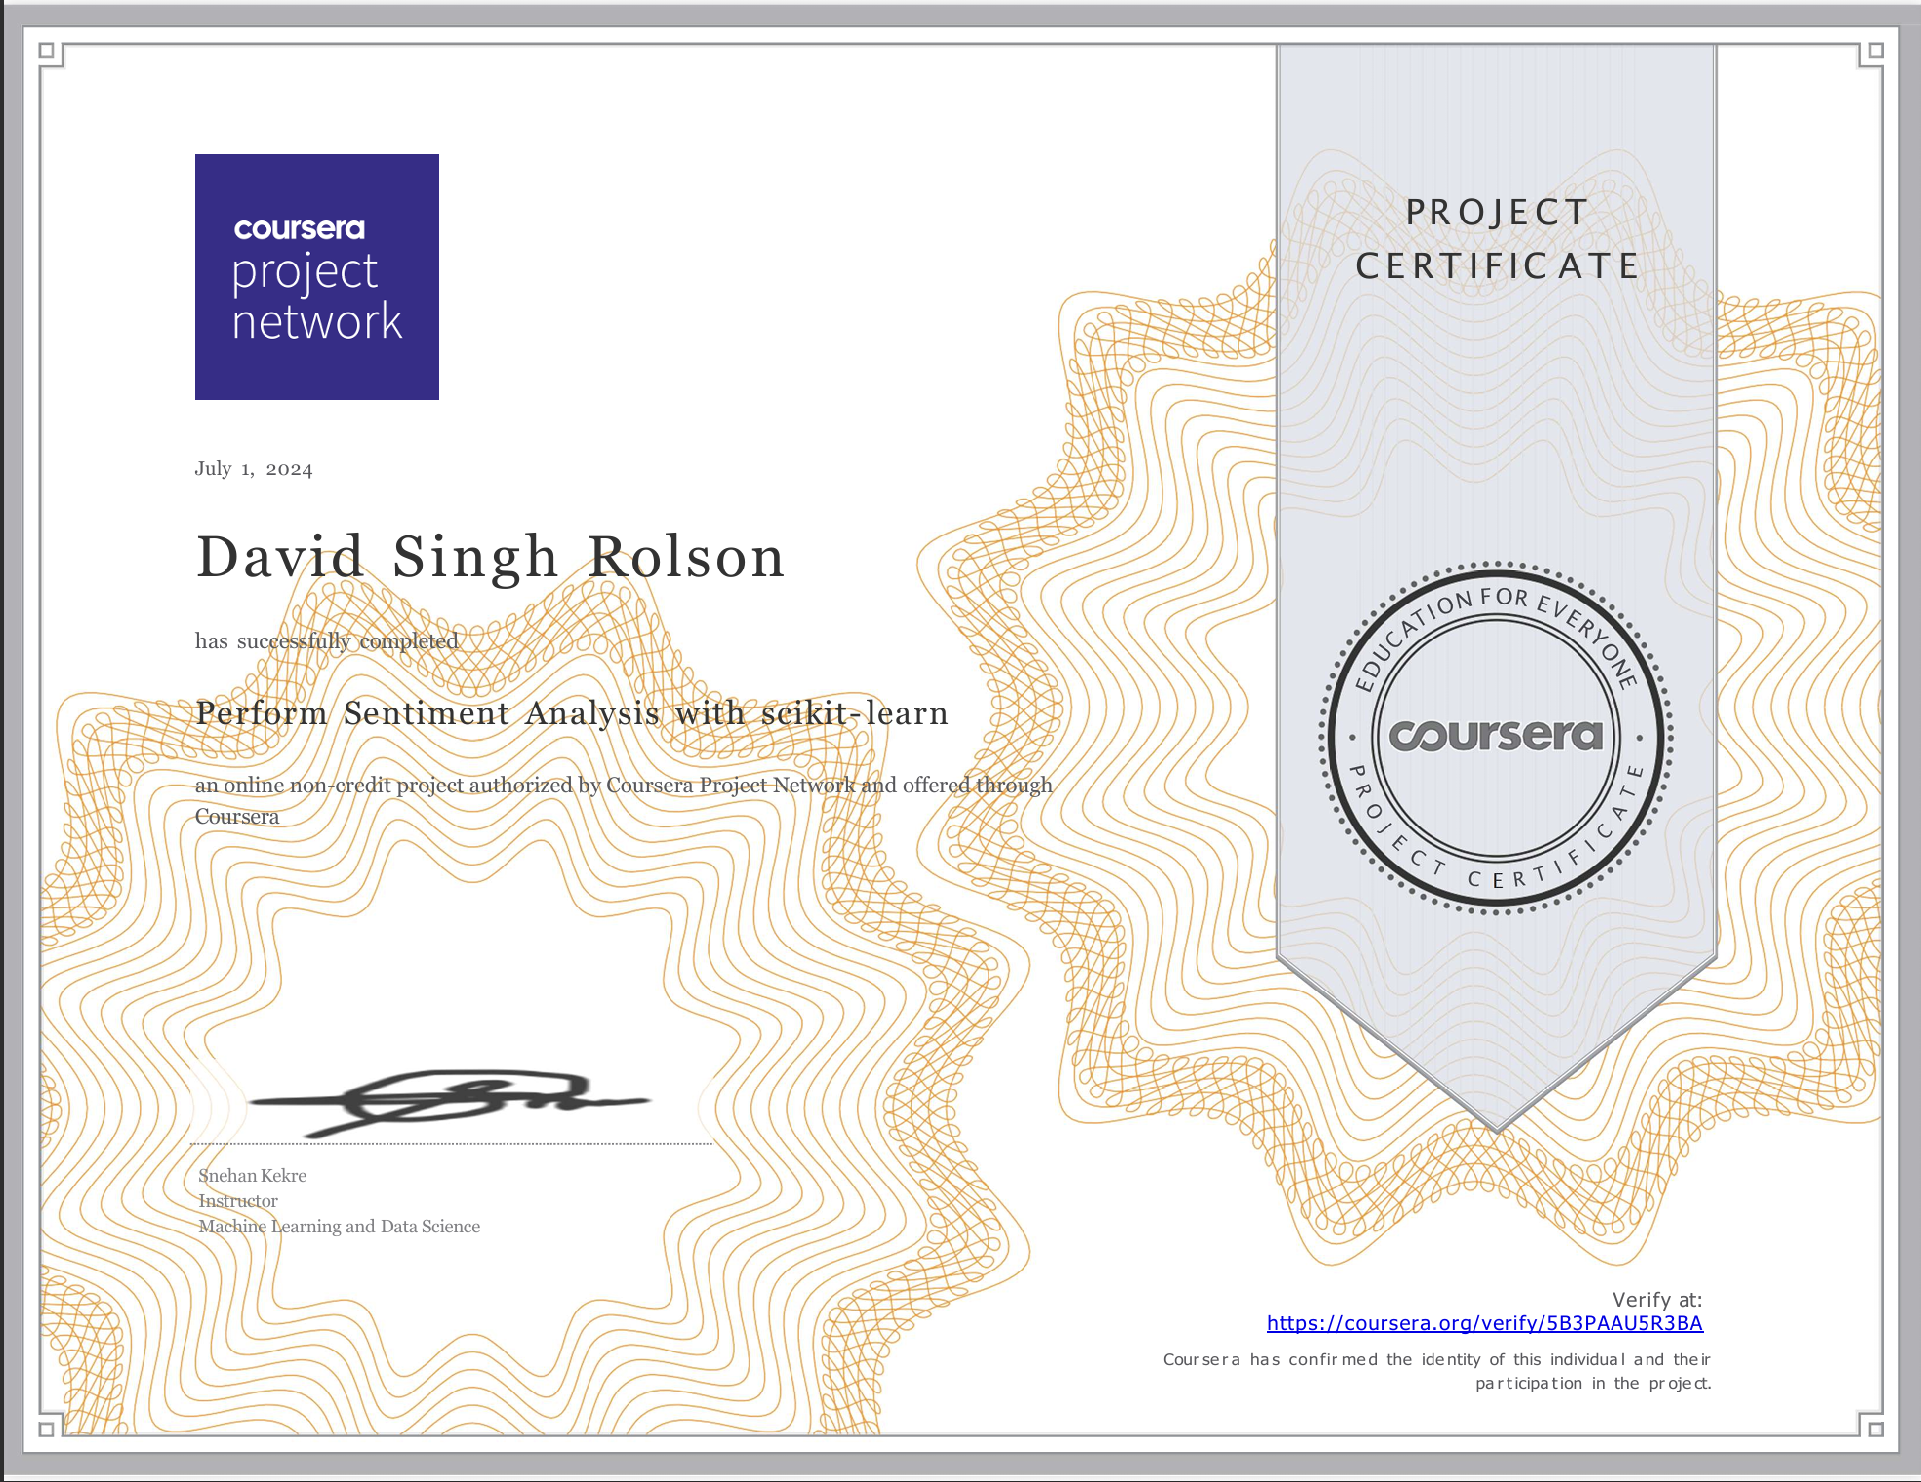 coursera
project
network
PROJECT
CERTIFICATE
July 1, 2024
David Singh Rolson
has successfully completed
Perform Sentiment Analysis with scikit-learn
an online non-credit project authorized by Coursera Project Network and offered through
Coursera
EDUCATION FOR EVERYONE
coursera
PROJECT CERTIFICATE
Snehan Kekre
Instructor
Machine Learning and Data Science
Verify at:
https://coursera.org/verify/5B3PAAU5R3BA
Coursera has confirmed the identity of this individual and their
participation in the project.